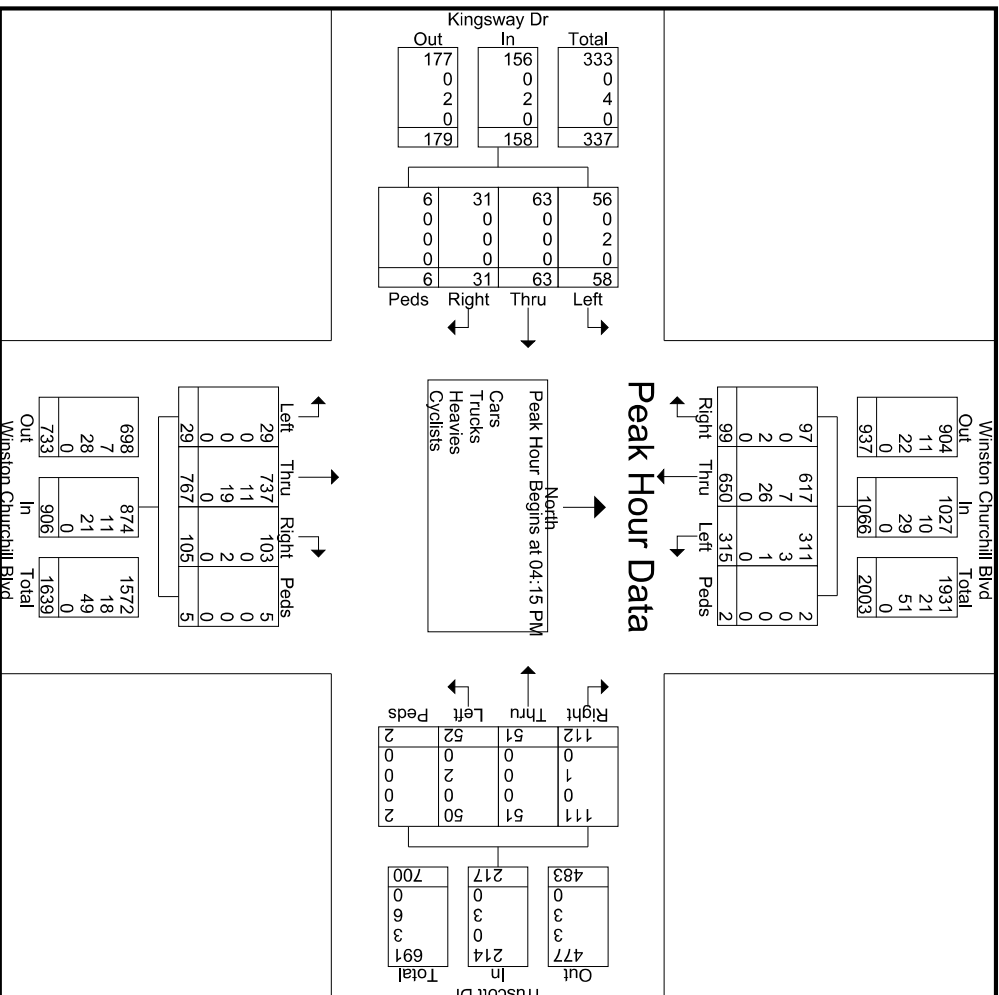 Kingsway Dr
Out In Total
177 156 333
0 0 0
2 2 4
0 0 0
179 158 337
6 31 63 56
0 0 0 0
0 0 0 2
0 0 0 0
6 31 63 58
Peds Right Thru Left
Winston Churchill Blvd
Out In Total
904 1027 1931
11 10 21
22 29 51
0 0 0
937 1066 2003
97 617 311 2
0 7 3 0
2 26 1 0
0 0 0 0
99 650 315 2
Right Thru Left Peds
Peak Hour Data
North
Peak Hour Begins at 04:15 PM
Cars
Trucks
Heavies
Cyclists
Left Thru Right Peds
29 737 103 5
0 11 0 0
0 19 2 0
0 0 0 0
29 767 105 5
698 874 1572
7 11 18
28 21 49
0 0 0
733 906 1639
Out In Total
Winston Churchill Blvd
Right Thru Left Peds
112 51 52 2
0 0 0 0
1 0 2 0
0 0 0 0
111 51 50 2
483 217 700
0 0 0
3 3 6
3 0 3
477 214 691
Out In Total
Truscott Dr